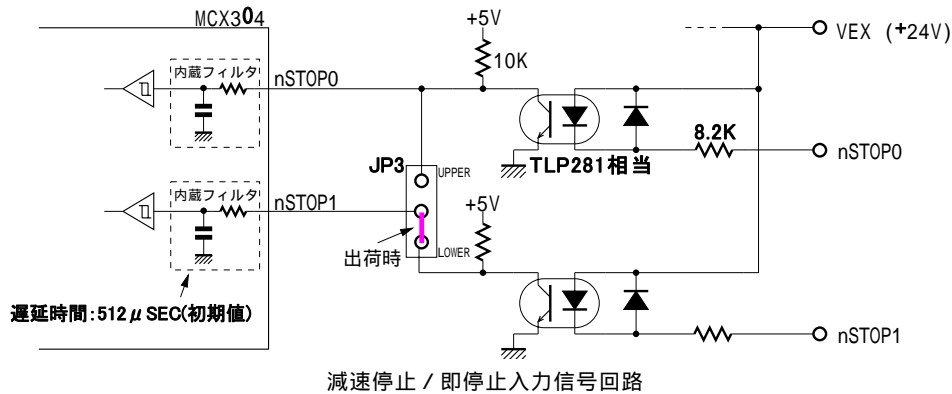 MCX304
+5V
VEX (+24V)
内蔵フィルタ
10K
nSTOP0
8.2K
nSTOP0
JP3
UPPER
TLP281相当
内蔵フィルタ
nSTOP1
+5V
出荷時
LOWER
遅延時間:512μSEC(初期値)
nSTOP1
減速停止 / 即停止入力信号回路